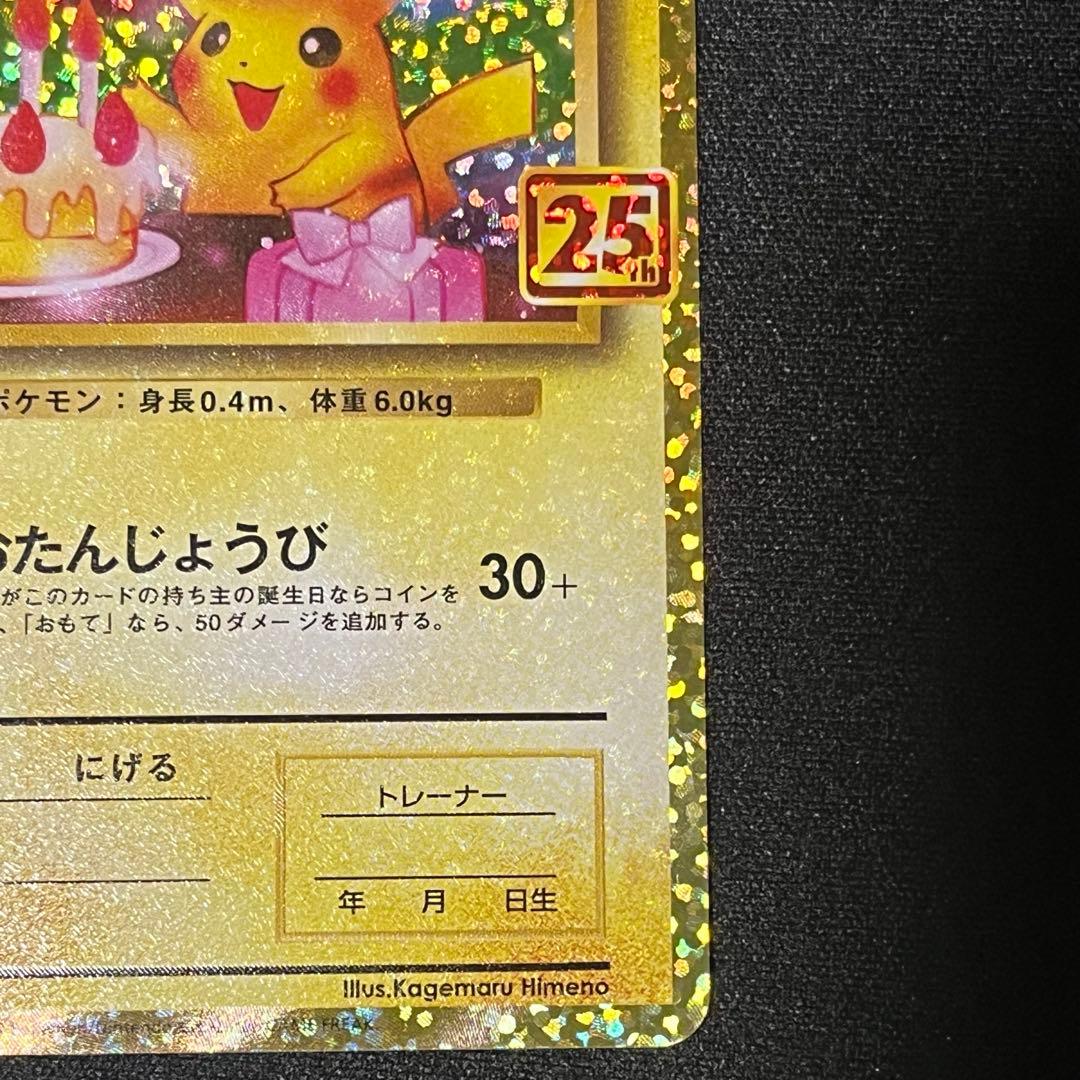 25th
ポケモン：身長0.4m、体重6.0kg
おたんじょうび
30+
がこのカードの持ち主の誕生日ならコインを
、「おもて」なら、50ダメージを追加する。
にげる
トレーナー
年 月 日生
Illus.Kagemaru Himeno
FREAK